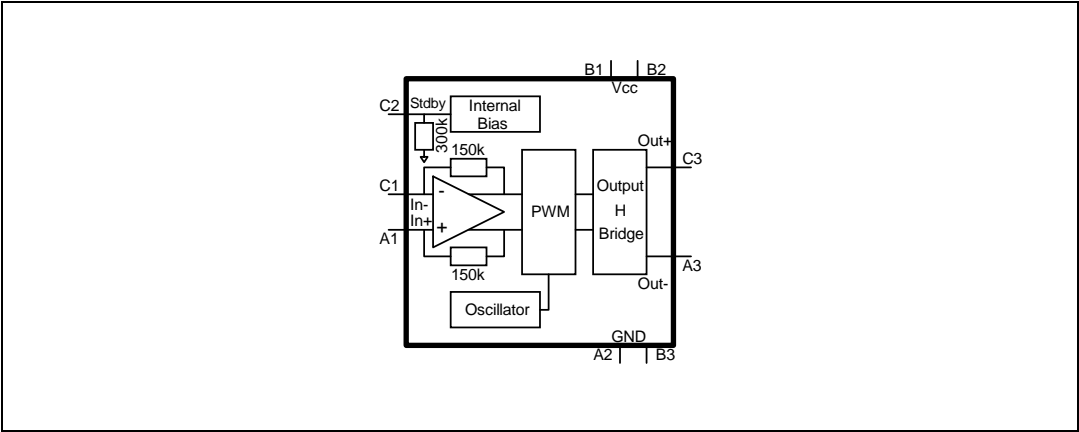 B1
B2
Vcc
C2
Stdby
Internal
Bias
300k
150k
Out+
C3
C1
In-
In+
A1
-
+
PWM
Output
H
Bridge
150k
A3
Out-
Oscillator
GND
A2
B3